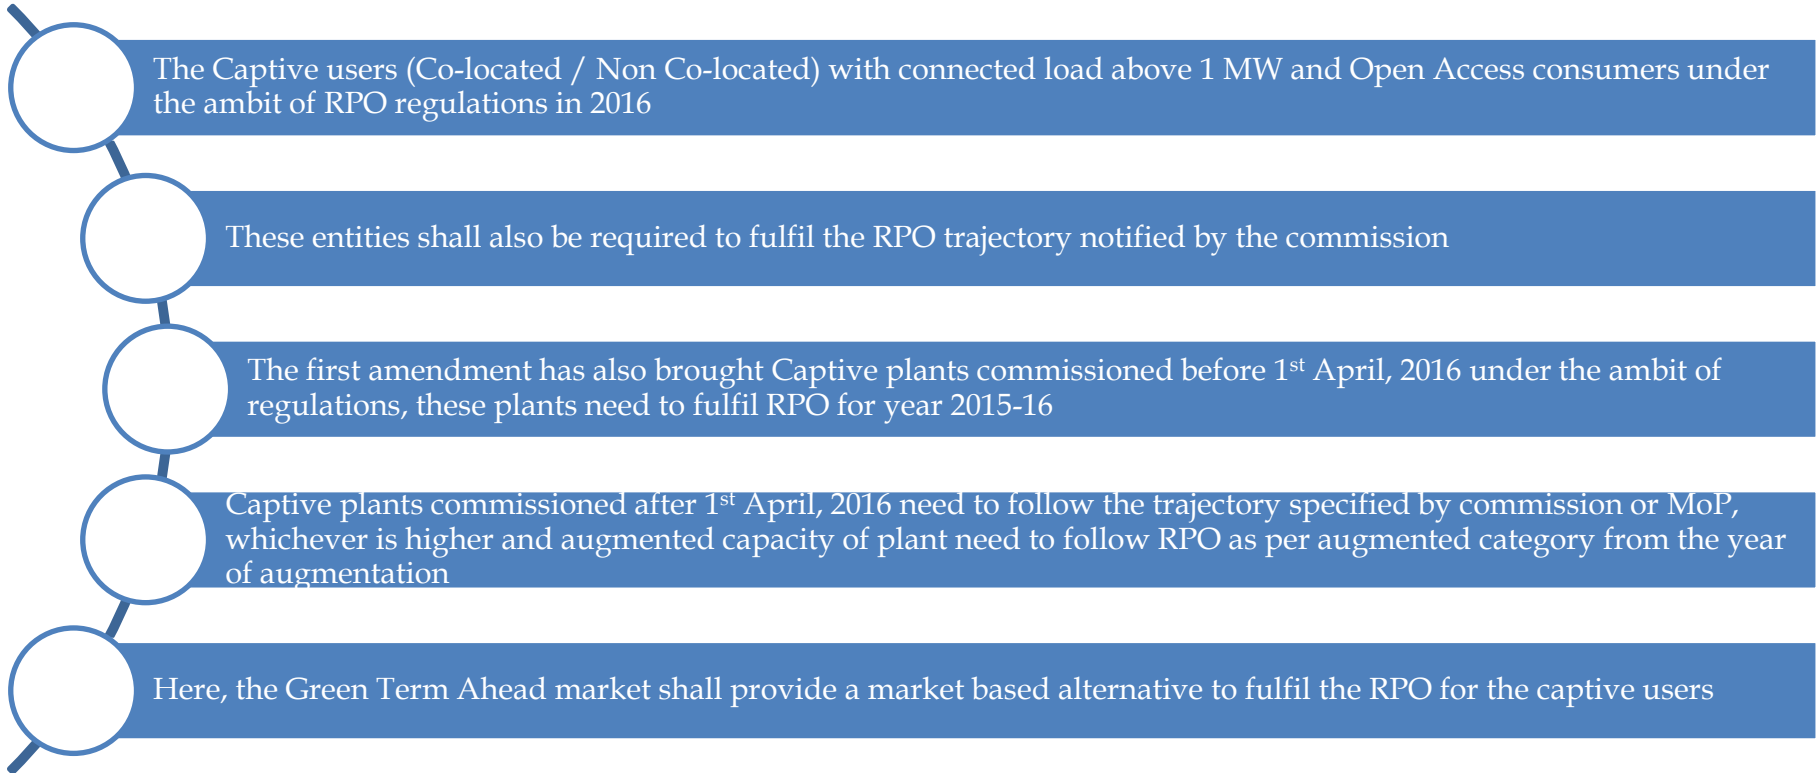 The Captive users (Co-located / Non Co-located) with connected load above 1 MW and Open Access consumers under
the ambit of RPO regulations in 2016
These entities shall also be required to fulfil the RPO trajectory notified by the commission
The first amendment has also brought Captive plants commissioned before 1st April, 2016 under the ambit of
regulations, these plants need to fulfil RPO for year 2015-16
Captive plants commissioned after 1st April, 2016 need to follow the trajectory specified by commission or MoP,
whichever is higher and augmented capacity of plant need to follow RPO as per augmented category from the year
of augmentation
Here, the Green Term Ahead market shall provide a market based alternative to fulfil the RPO for the captive users